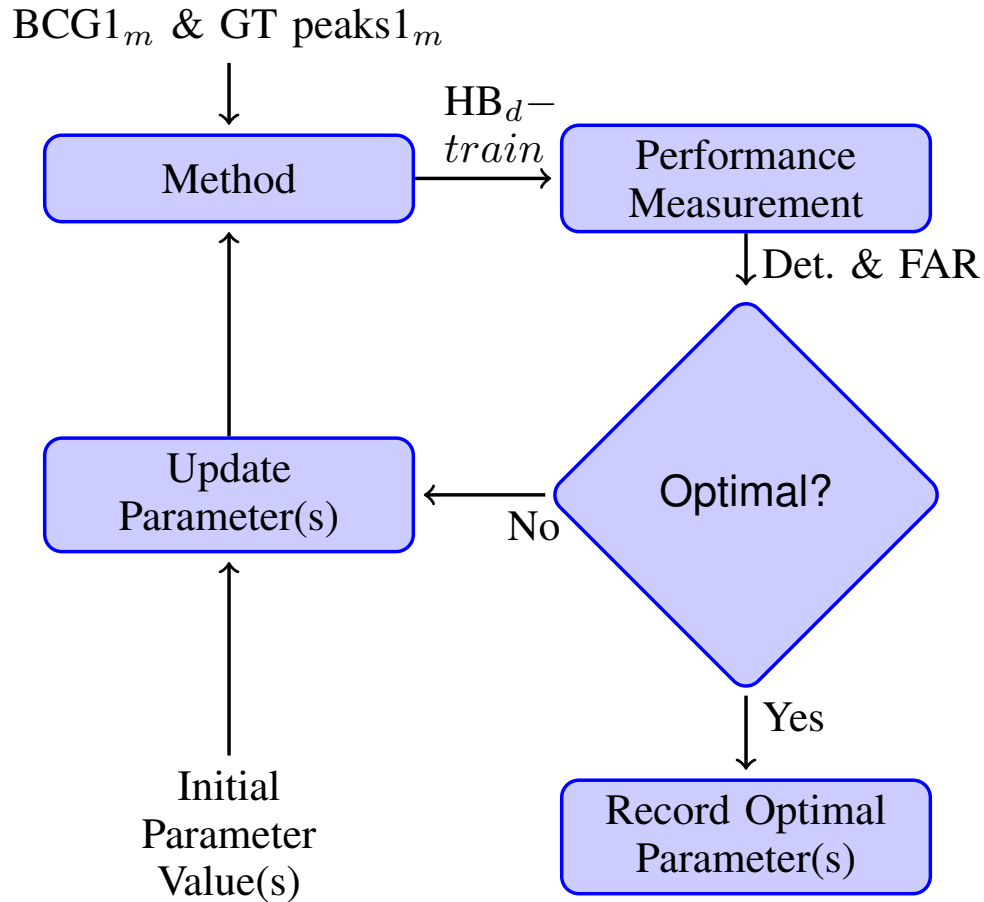 BCG1ₘ & GT peaks1ₘ
HB_d−
train
Method
Performance
Measurement
Det. & FAR
Update
Parameter(s)
No
Optimal?
Yes
Initial
Parameter
Value(s)
Record Optimal
Parameter(s)